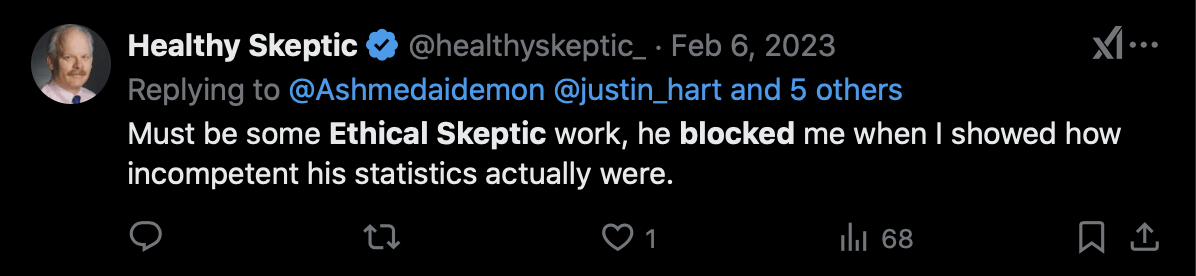 Healthy Skeptic @healthyskeptic_ · Feb 6, 2023
Replying to @Ashmedaidemon @justin_hart and 5 others
Must be some Ethical Skeptic work, he blocked me when I showed how
incompetent his statistics actually were.
1 68